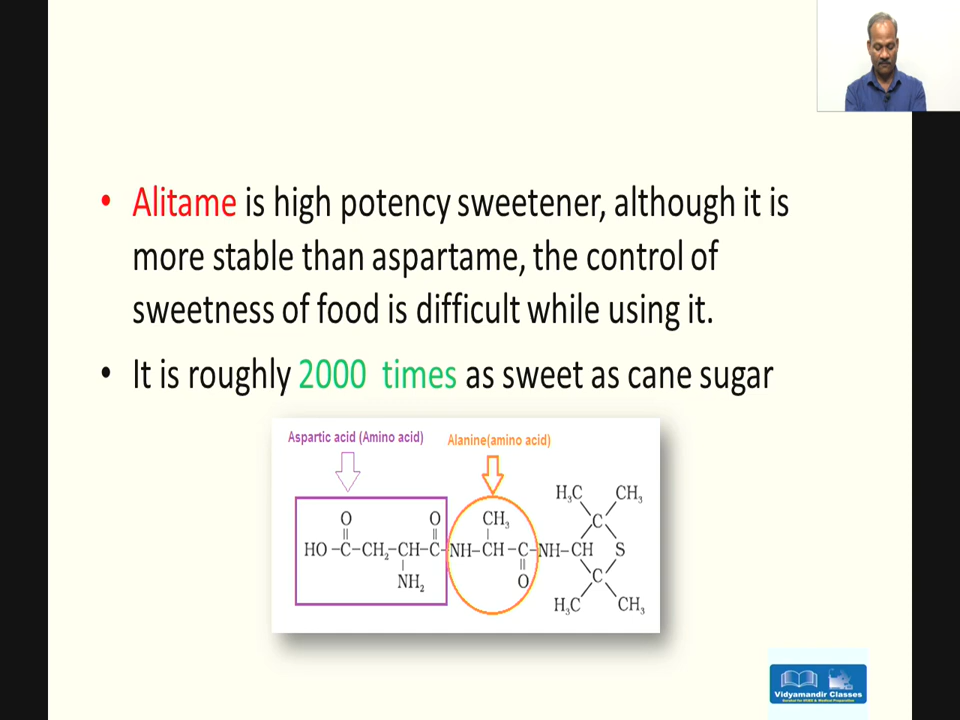 • Alitame is high potency sweetener, although it is
more stable than aspartame, the control of
sweetness of food is difficult while using it.
• It is roughly 2000 times as sweet as cane sugar
Aspartic acid (Amino acid) Alanine(amino acid)
H₃C CH₃
O O CH₃ C
HO–C–CH₂–CH–C–NH–CH–C–NH–CH S
NH₂ O C
H₃C CH₃
Vidyamandir Classes